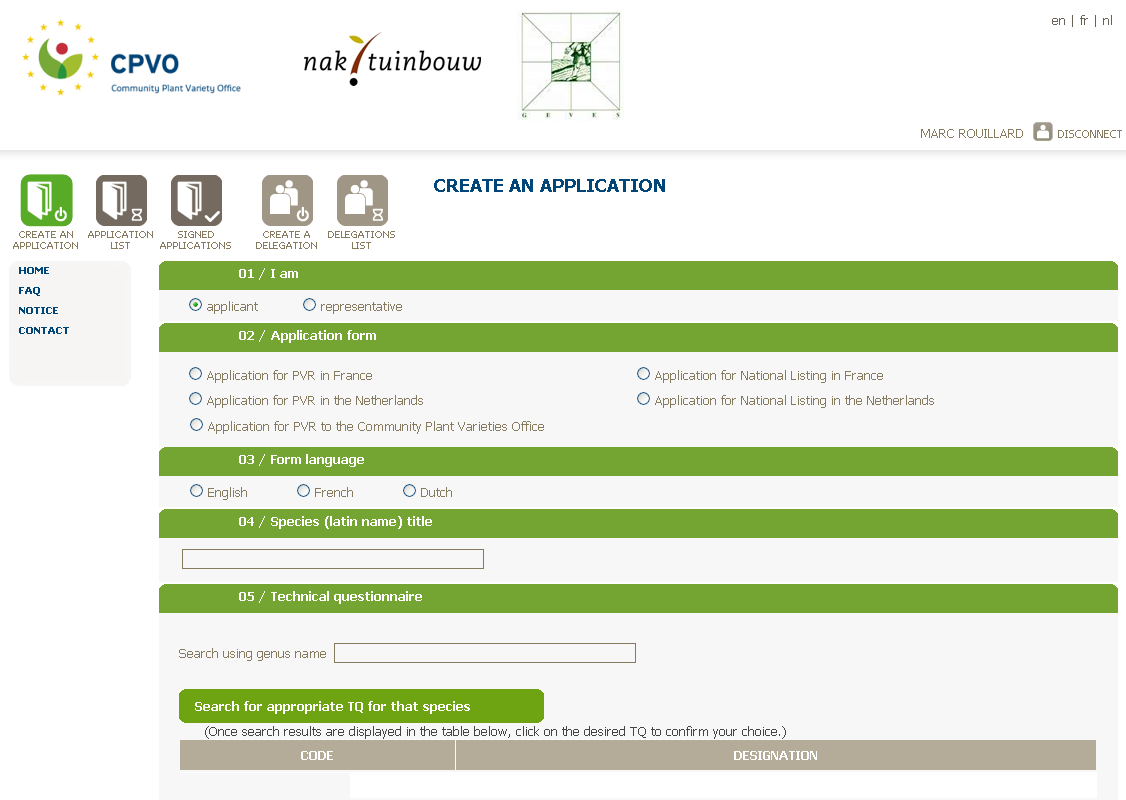 CPVO
Community Plant Variety Office
nak tuinbouw
G E V E S
en | fr | nl
MARC ROUILLARD DISCONNECT
CREATE AN APPLICATION
CREATE AN
APPLICATION
APPLICATION
LIST
SIGNED
APPLICATIONS
CREATE A
DELEGATION
DELEGATIONS
LIST
HOME
FAQ
NOTICE
CONTACT
01 / I am
applicant representative
02 / Application form
Application for PVR in France Application for National Listing in France
Application for PVR in the Netherlands Application for National Listing in the Netherlands
Application for PVR to the Community Plant Varieties Office
03 / Form language
English French Dutch
04 / Species (latin name) title
05 / Technical questionnaire
Search using genus name
Search for appropriate TQ for that species
(Once search results are displayed in the table below, click on the desired TQ to confirm your choice.)
CODE DESIGNATION